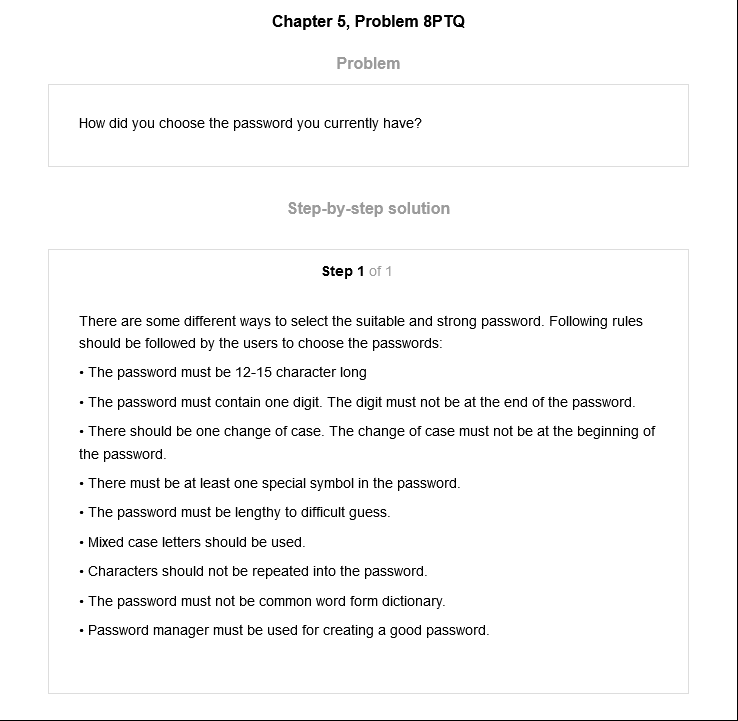 Chapter 5, Problem 8PTQ
Problem
How did you choose the password you currently have?
Step-by-step solution
Step 1 of 1
There are some different ways to select the suitable and strong password. Following rules
should be followed by the users to choose the passwords:
• The password must be 12-15 character long
• The password must contain one digit. The digit must not be at the end of the password.
• There should be one change of case. The change of case must not be at the beginning of
the password.
• There must be at least one special symbol in the password.
• The password must be lengthy to difficult guess.
• Mixed case letters should be used.
• Characters should not be repeated into the password.
• The password must not be common word form dictionary.
• Password manager must be used for creating a good password.